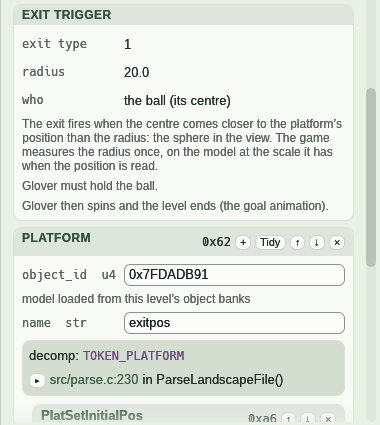 EXIT TRIGGER
exit type 1
radius 20.0
who the ball (its centre)
The exit fires when the centre comes closer to the platform's
position than the radius: the sphere in the view. The game
measures the radius once, on the model at the scale it has
when the position is read.
Glover must hold the ball.
Glover then spins and the level ends (the goal animation).
PLATFORM 0x62 + Tidy ↑ ↓ ×
object_id u4 0x7FDADB91
model loaded from this level's object banks
name str exitpos
decomp: TOKEN_PLATFORM
▸ src/parse.c:230 in ParseLandscapeFile()
PlatSetInitialPos 0xa6 ↑ ↓ ×